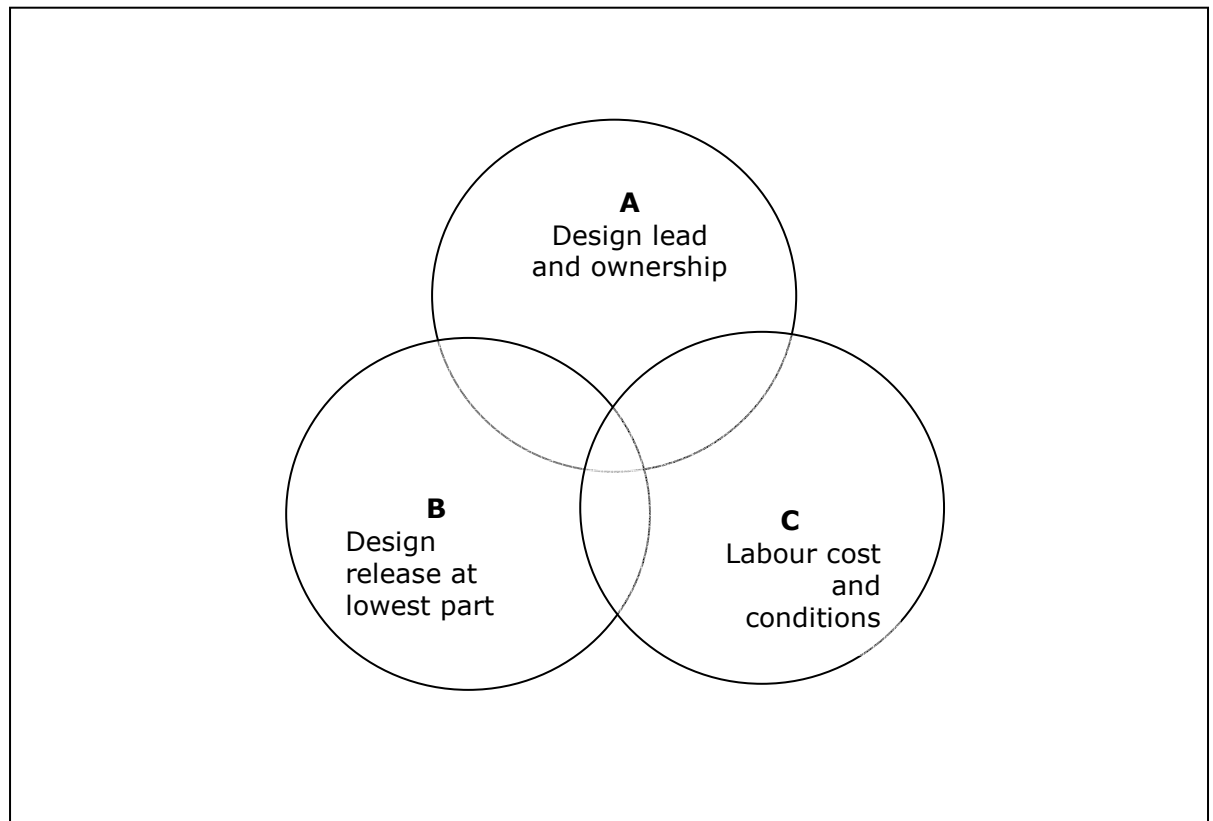 A
Design lead
and ownership
B
Design
release at
lowest part
C
Labour cost
and
conditions